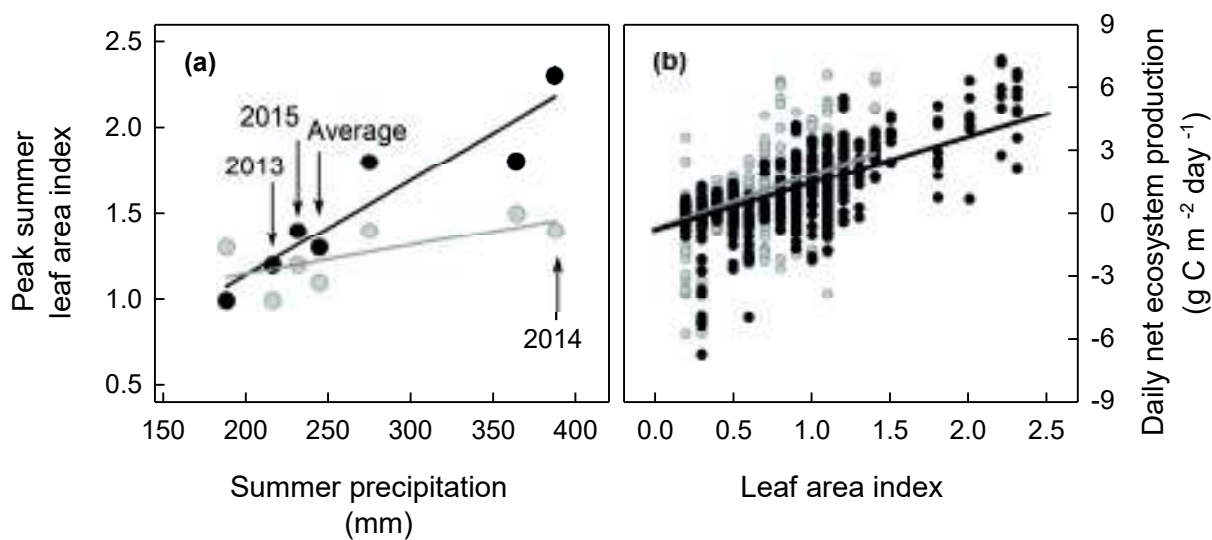 Peak summer
leaf area index
2.5
2.0
1.5
1.0
0.5
(a)
2015
Average
2013
2014
150
200
250
300
350
400
Summer precipitation
(mm)
(b)
0.0
0.5
1.0
1.5
2.0
2.5
Leaf area index
9
6
3
0
-3
-6
-9
Daily net ecosystem production
(g C m -2 day -1)